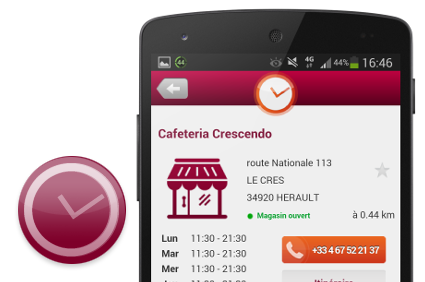 44
4G
44%
16:46
Cafeteria Crescendo
route Nationale 113
LE CRES
34920 HERAULT
Magasin ouvert
à 0.44 km
Lun 11:30 - 21:30
Mar 11:30 - 21:30
Mer 11:30 - 21:30
+33 4 67 52 21 37